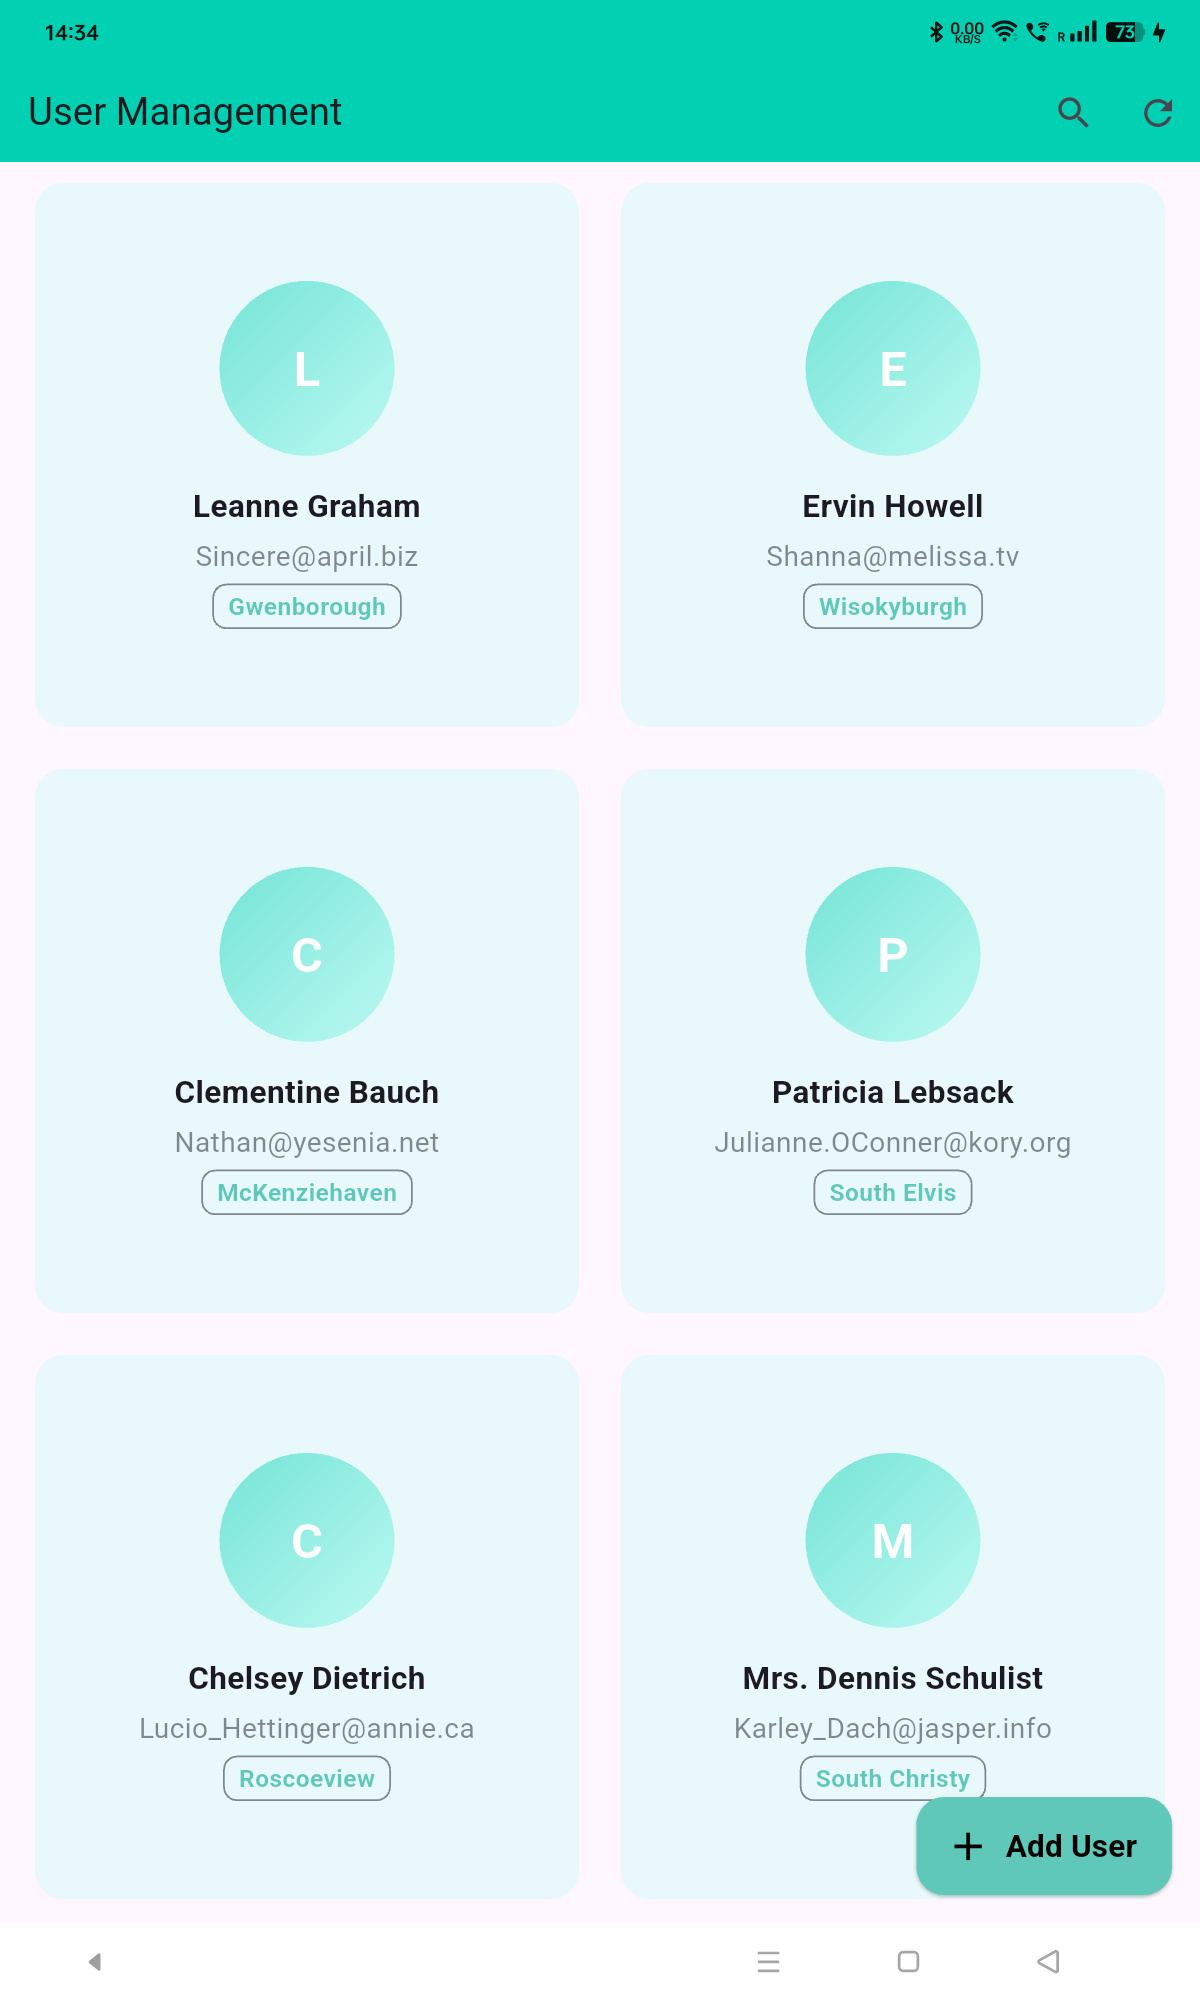 14:34
0.00
KB/S
R
73
User Management
L
E
Leanne Graham
Ervin Howell
Sincere@april.biz
Shanna@melissa.tv
Gwenborough
Wisokyburgh
C
P
Clementine Bauch
Patricia Lebsack
Nathan@yesenia.net
Julianne.OConner@kory.org
McKenziehaven
South Elvis
C
M
Chelsey Dietrich
Mrs. Dennis Schulist
Lucio_Hettinger@annie.ca
Karley_Dach@jasper.info
Roscoeview
South Christy
Add User